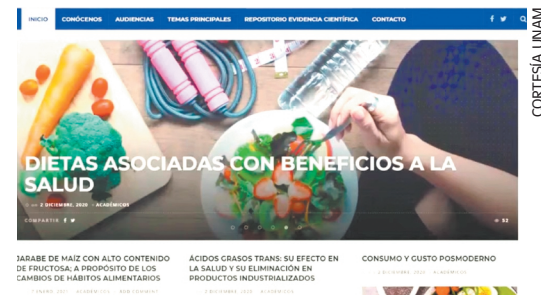 INICIO CONÓCENOS AUDIENCIAS TEMAS PRINCIPALES REPOSITORIO EVIDENCIA CIENTÍFICA CONTACTO
CORTESÍA UNAM
DIETAS ASOCIADAS CON BENEFICIOS A LA
SALUD
2 DICIEMBRE, 2020 ACADÉMICOS
COMPARTIR
52
JARABE DE MAÍZ CON ALTO CONTENIDO
DE FRUCTOSA; A PROPÓSITO DE LOS
CAMBIOS DE HÁBITOS ALIMENTARIOS
ÁCIDOS GRASOS TRANS: SU EFECTO EN
LA SALUD Y SU ELIMINACIÓN EN
PRODUCTOS INDUSTRIALIZADOS
CONSUMO Y GUSTO POSMODERNO